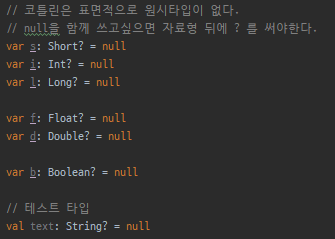 // 코틀린은 표면적으로 원시타입이 없다.
// null을 함께 쓰고싶으면 자료형 뒤에 ? 를 써야한다.
var s: Short? = null
var i: Int? = null
var l: Long? = null
var f: Float? = null
var d: Double? = null
var b: Boolean? = null
// 테스트 타입
val text: String? = null